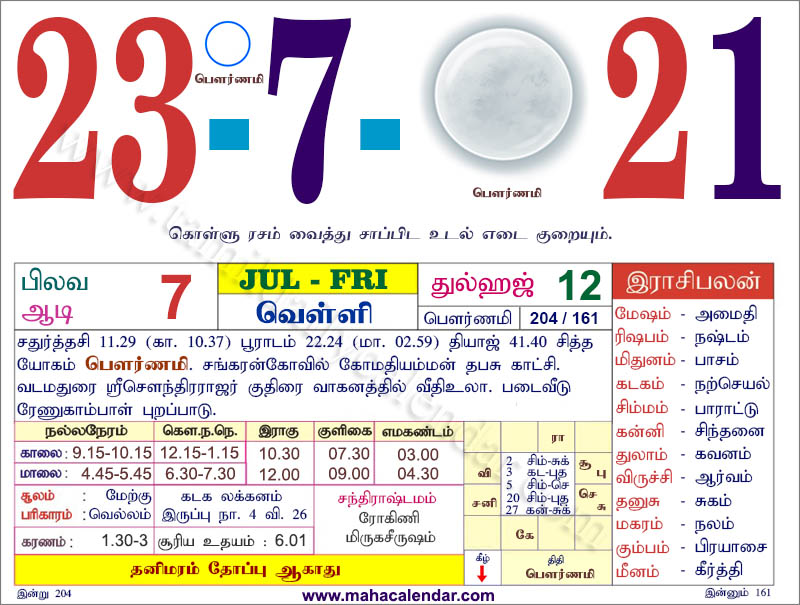 23-7-21
பௌர்ணமி
பௌர்ணமி
கொள்ளு ரசம் வைத்து சாப்பிட உடல் எடை குறையும்.
பிலவ
ஆடி 7
JUL - FRI
வெள்ளி
துல்ஹஜ் 12
பௌர்ணமி 204 / 161
சதுர்த்தசி 11.29 (கா. 10.37) பூராடம் 22.24 (மா. 02.59) தியாஜ் 41.40 சித்த
யோகம் பௌர்ணமி. சங்கரன்கோவில் கோமதியம்மன் தபசு காட்சி.
வடமதுரை ஸ்ரீசௌந்திரராஜர் குதிரை வாகனத்தில் வீதிஉலா. படைவீடு
ரேணுகாம்பாள் புறப்பாடு.
நல்லநேரம் கௌ.ந.நெ. இராகு குளிகை எமகண்டம்
காலை: 9.15-10.15 12.15-1.15 10.30 07.30 03.00
மாலை: 4.45-5.45 6.30-7.30 12.00 09.00 04.30
சூலம் : மேற்கு
பரிகாரம் : வெல்லம்
கடக லக்கனம்
இருப்பு நா. 4 வி. 26
சந்திராஷ்டமம்
ரோகிணி
மிருகசீருஷம்
கரணம் : 1.30-3 சூரிய உதயம் : 6.01
தனிமரம் தோப்பு ஆகாது
ரா
வி
சனி
2 சிம்-சுக்
3 கட-புத
5 சிம்-செ
20 சிம்-புத
27 கன்-சுக்
சூ
பு
செ
சு
கே
கீழ்
திதி
பௌர்ணமி
இராசிபலன்
மேஷம் - அமைதி
ரிஷபம் - நஷ்டம்
மிதுனம் - பாசம்
கடகம் - நற்செயல்
சிம்மம் - பாராட்டு
கன்னி - சிந்தனை
துலாம் - கவனம்
விருச்சி - ஆர்வம்
தனுசு - சுகம்
மகரம் - நலம்
கும்பம் - பிரயாசை
மீனம் - கீர்த்தி
இன்று 204
www.mahacalendar.com
இன்னும் 161